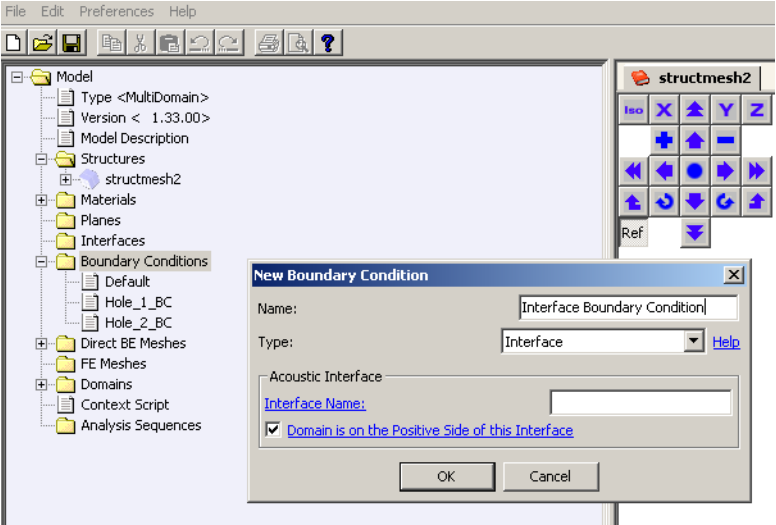 File Edit Preferences Help
Model
Type <MultiDomain>
Version < 1.33.00>
Model Description
Structures
structmesh2
Materials
Planes
Interfaces
Boundary Conditions
Default
Hole_1_BC
Hole_2_BC
Direct BE Meshes
FE Meshes
Domains
Context Script
Analysis Sequences
structmesh2
Iso X Y Z
Ref
New Boundary Condition
Name: Interface Boundary Condition
Type: Interface Help
Acoustic Interface
Interface Name:
Domain is on the Positive Side of this Interface
OK Cancel